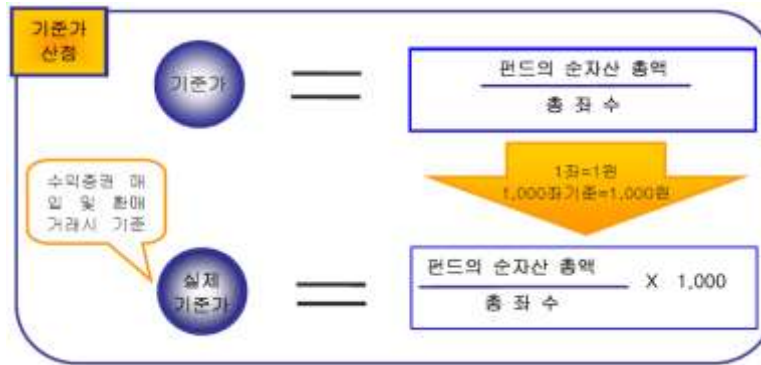 기준가
산정
기준가
펀드의 순자산 총액
총 좌 수
1좌=1원
1,000좌기준=1,000원
수익증권 매
입 및 환매
거래시 기준
실제
기준가
펀드의 순자산 총액
총 좌 수
X 1,000